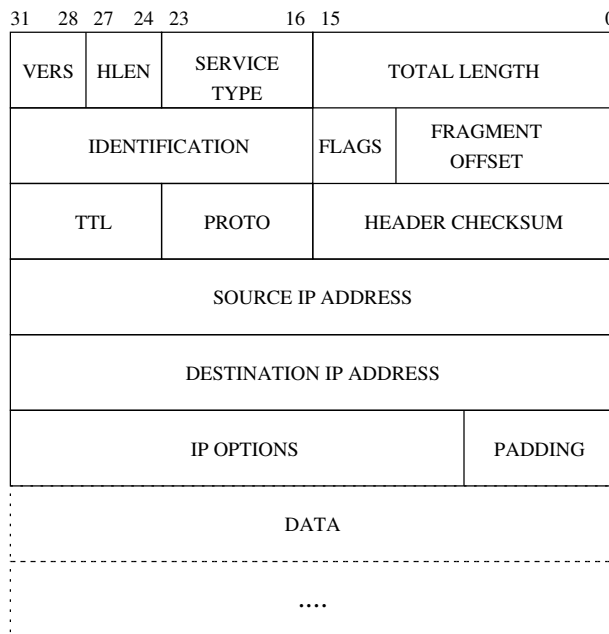 31 28 27 24 23 16 15 0
VERS HLEN SERVICE TYPE TOTAL LENGTH
IDENTIFICATION FLAGS FRAGMENT OFFSET
TTL PROTO HEADER CHECKSUM
SOURCE IP ADDRESS
DESTINATION IP ADDRESS
IP OPTIONS PADDING
DATA
....